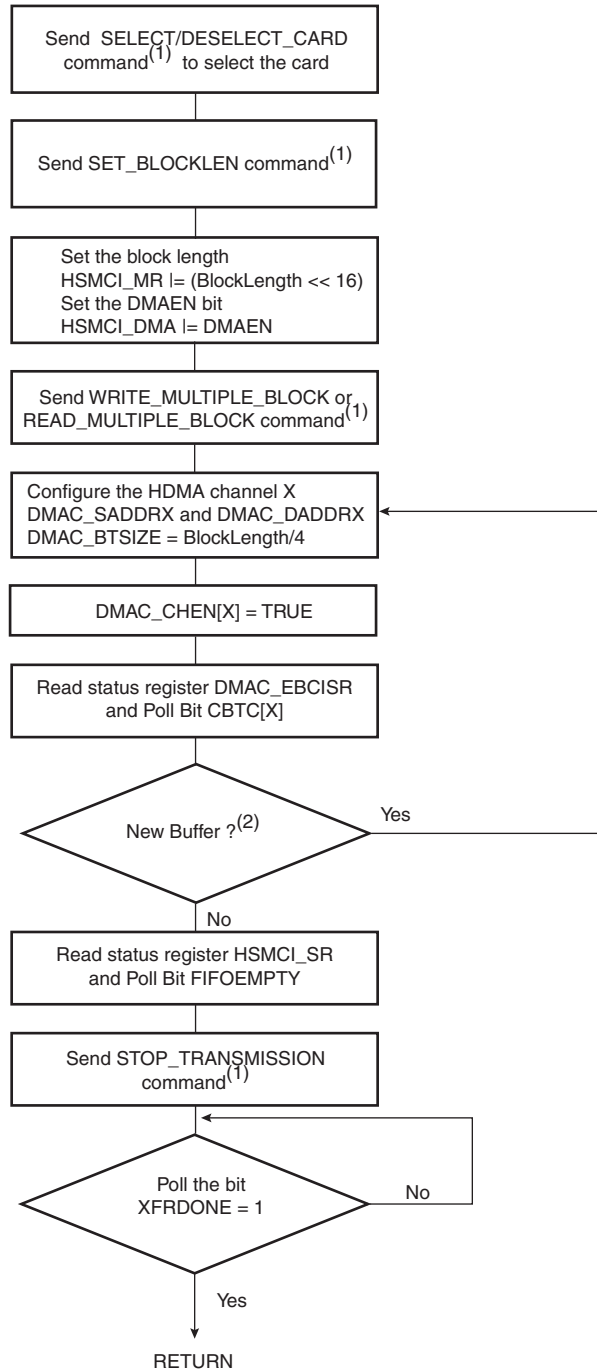 Send SELECT/DESELECT_CARD
command(1) to select the card
Send SET_BLOCKLEN command(1)
Set the block length
HSMCI_MR |= (BlockLength << 16)
Set the DMAEN bit
HSMCI_DMA |= DMAEN
Send WRITE_MULTIPLE_BLOCK or
READ_MULTIPLE_BLOCK command(1)
Configure the HDMA channel X
DMAC_SADDRX and DMAC_DADDRX
DMAC_BTSIZE = BlockLength/4
DMAC_CHEN[X] = TRUE
Read status register DMAC_EBCISR
and Poll Bit CBTC[X]
New Buffer ?(2)
Yes
No
Read status register HSMCI_SR
and Poll Bit FIFOEMPTY
Send STOP_TRANSMISSION
command(1)
Poll the bit
XFRDONE = 1
No
Yes
RETURN